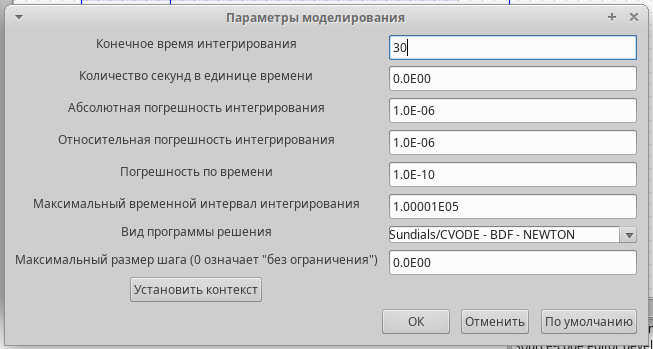 Параметры моделирования
Конечное время интегрирования 30
Количество секунд в единице времени 0.0E00
Абсолютная погрешность интегрирования 1.0E-06
Относительная погрешность интегрирования 1.0E-06
Погрешность по времени 1.0E-10
Максимальный временной интервал интегрирования 1.00001E05
Вид программы решения Sundials/CVODE - BDF - NEWTON
Максимальный размер шага (0 означает "без ограничения") 0.0E00
Установить контекст
ОК Отменить По умолчанию